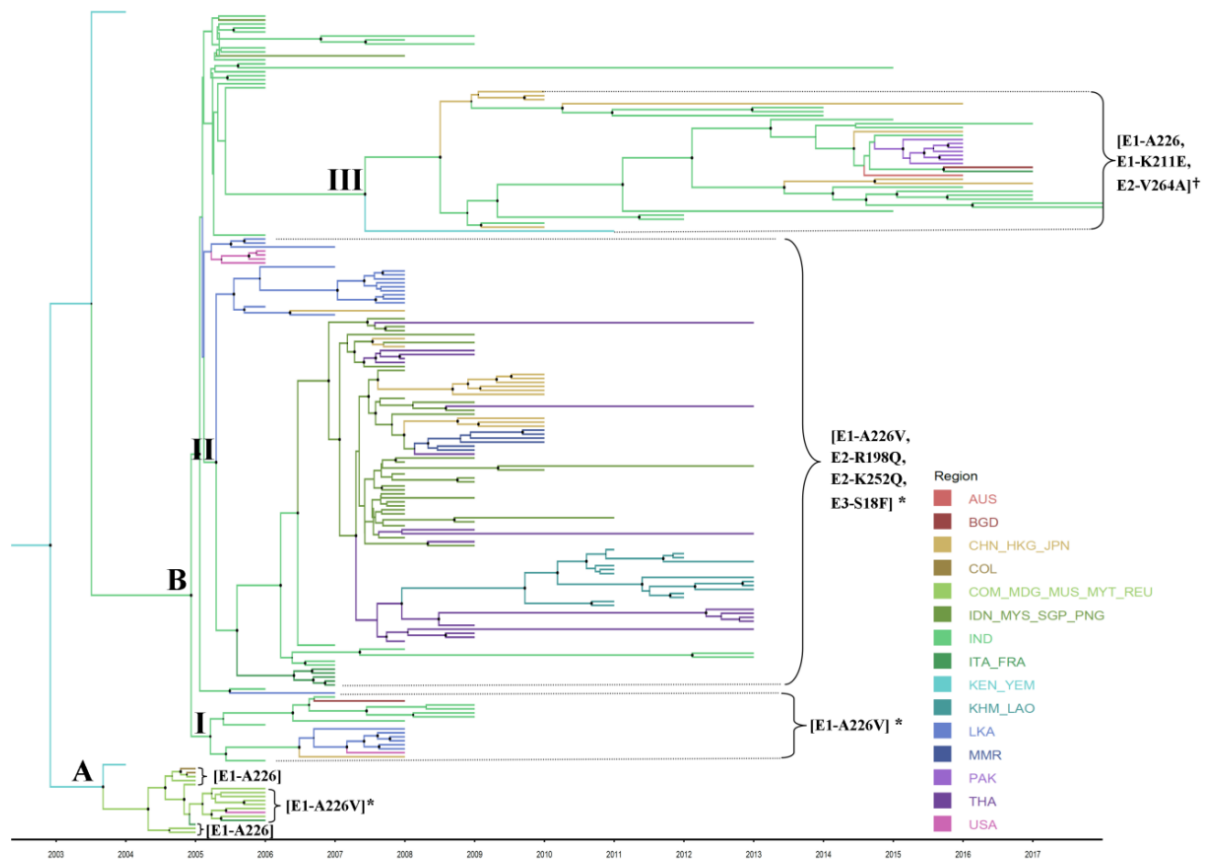 III
[E1-A226,
E1-K211E,
E2-V264A]†
II
[E1-A226V,
E2-R198Q,
E2-K252Q,
E3-S18F] *
B
I
[E1-A226V] *
A
[E1-A226]
[E1-A226V]*
[E1-A226]
Region
AUS
BGD
CHN_HKG_JPN
COL
COM_MDG_MUS_MYT_REU
IDN_MYS_SGP_PNG
IND
ITA_FRA
KEN_YEM
KHM_LAO
LKA
MMR
PAK
THA
USA
2003 2004 2005 2006 2007 2008 2009 2010 2011 2012 2013 2014 2015 2016 2017